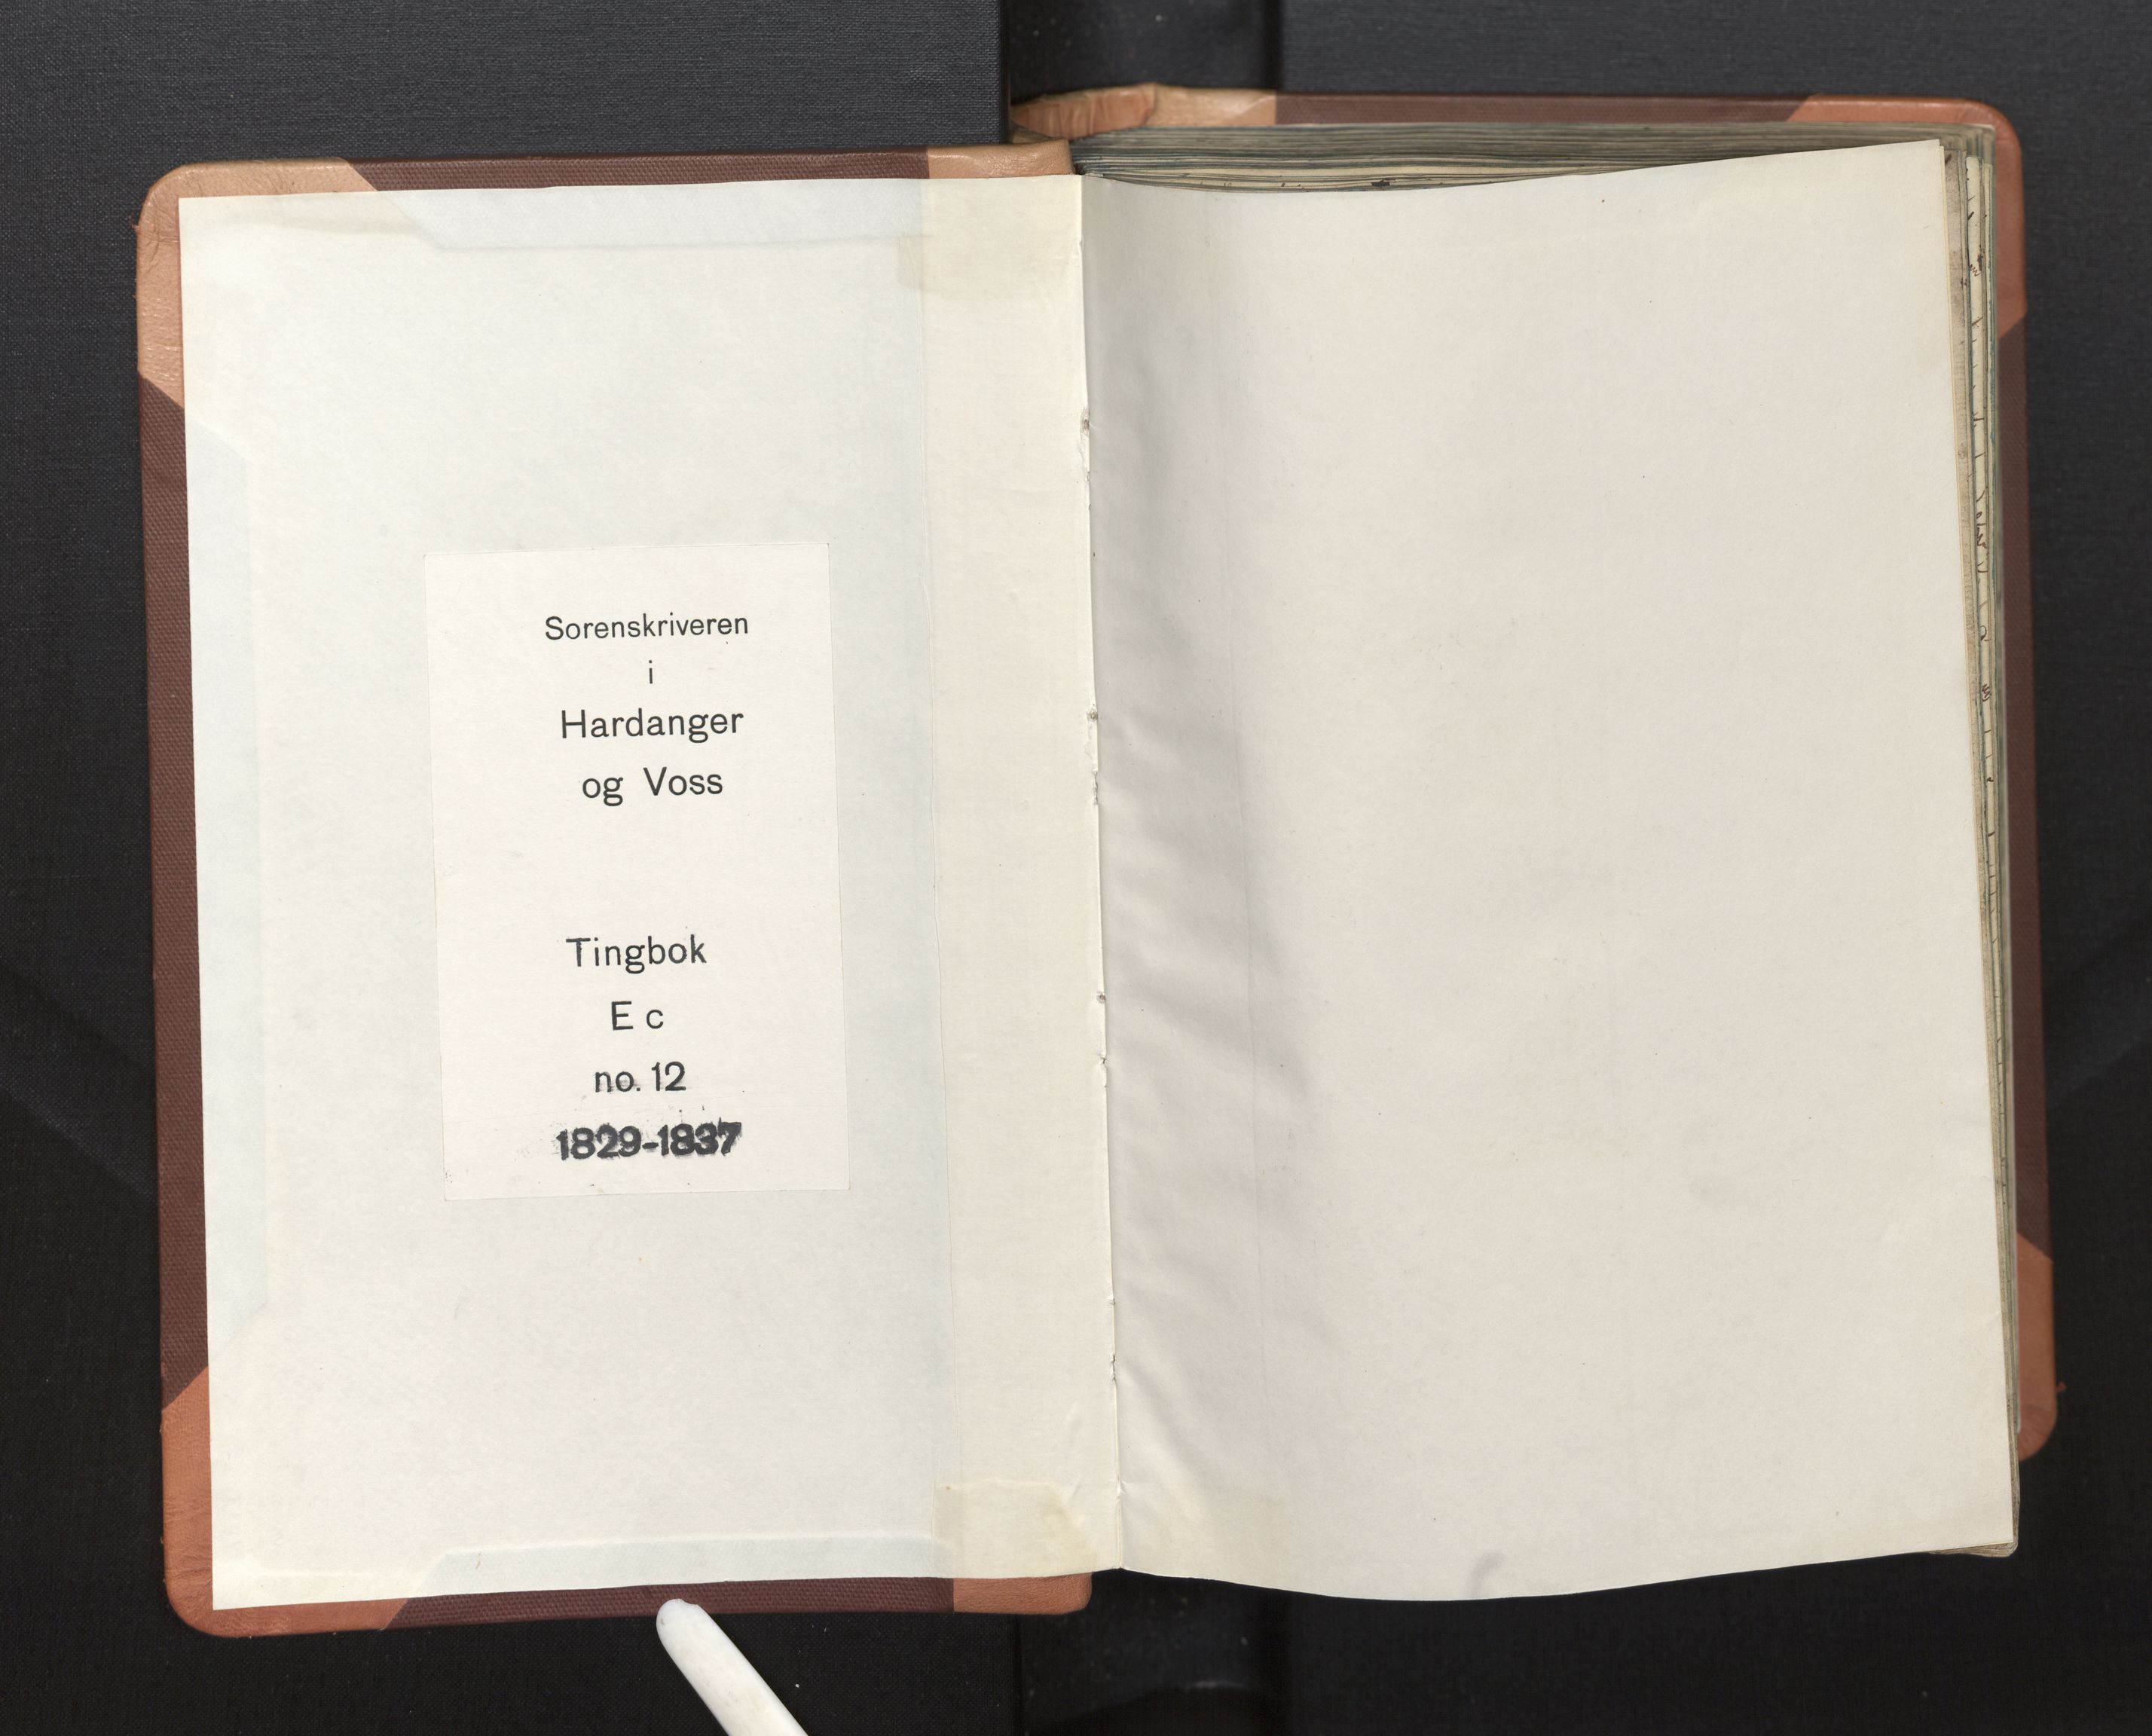 Sorenskriveren
i
Hardanger
og Voss
Tingbok
E c
no. 12
1829-1837